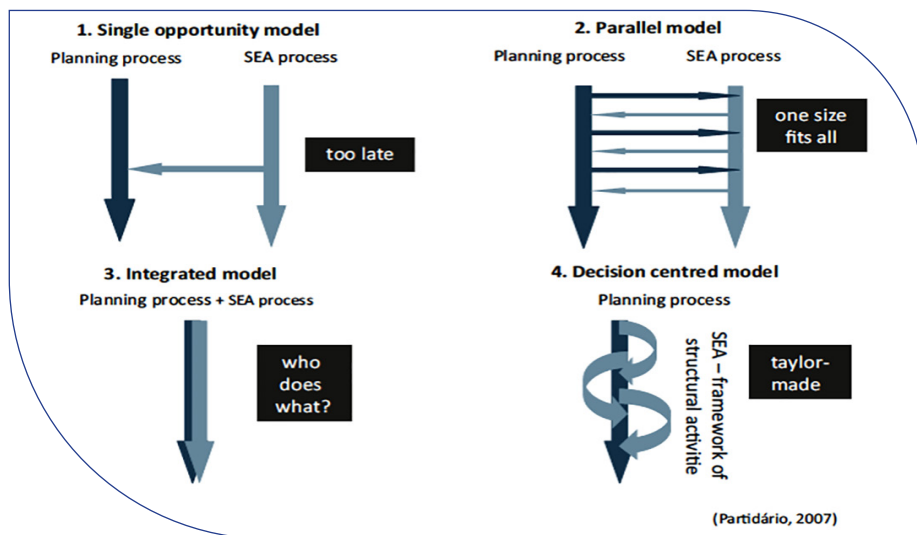 1. Single opportunity model
Planning process
SEA process
too late
2. Parallel model
Planning process
SEA process
one size
fits all
3. Integrated model
Planning process + SEA process
who
does
what?
4. Decision centred model
Planning process
SEA – framework of
structural activitie
taylor-
made
(Partidário, 2007)